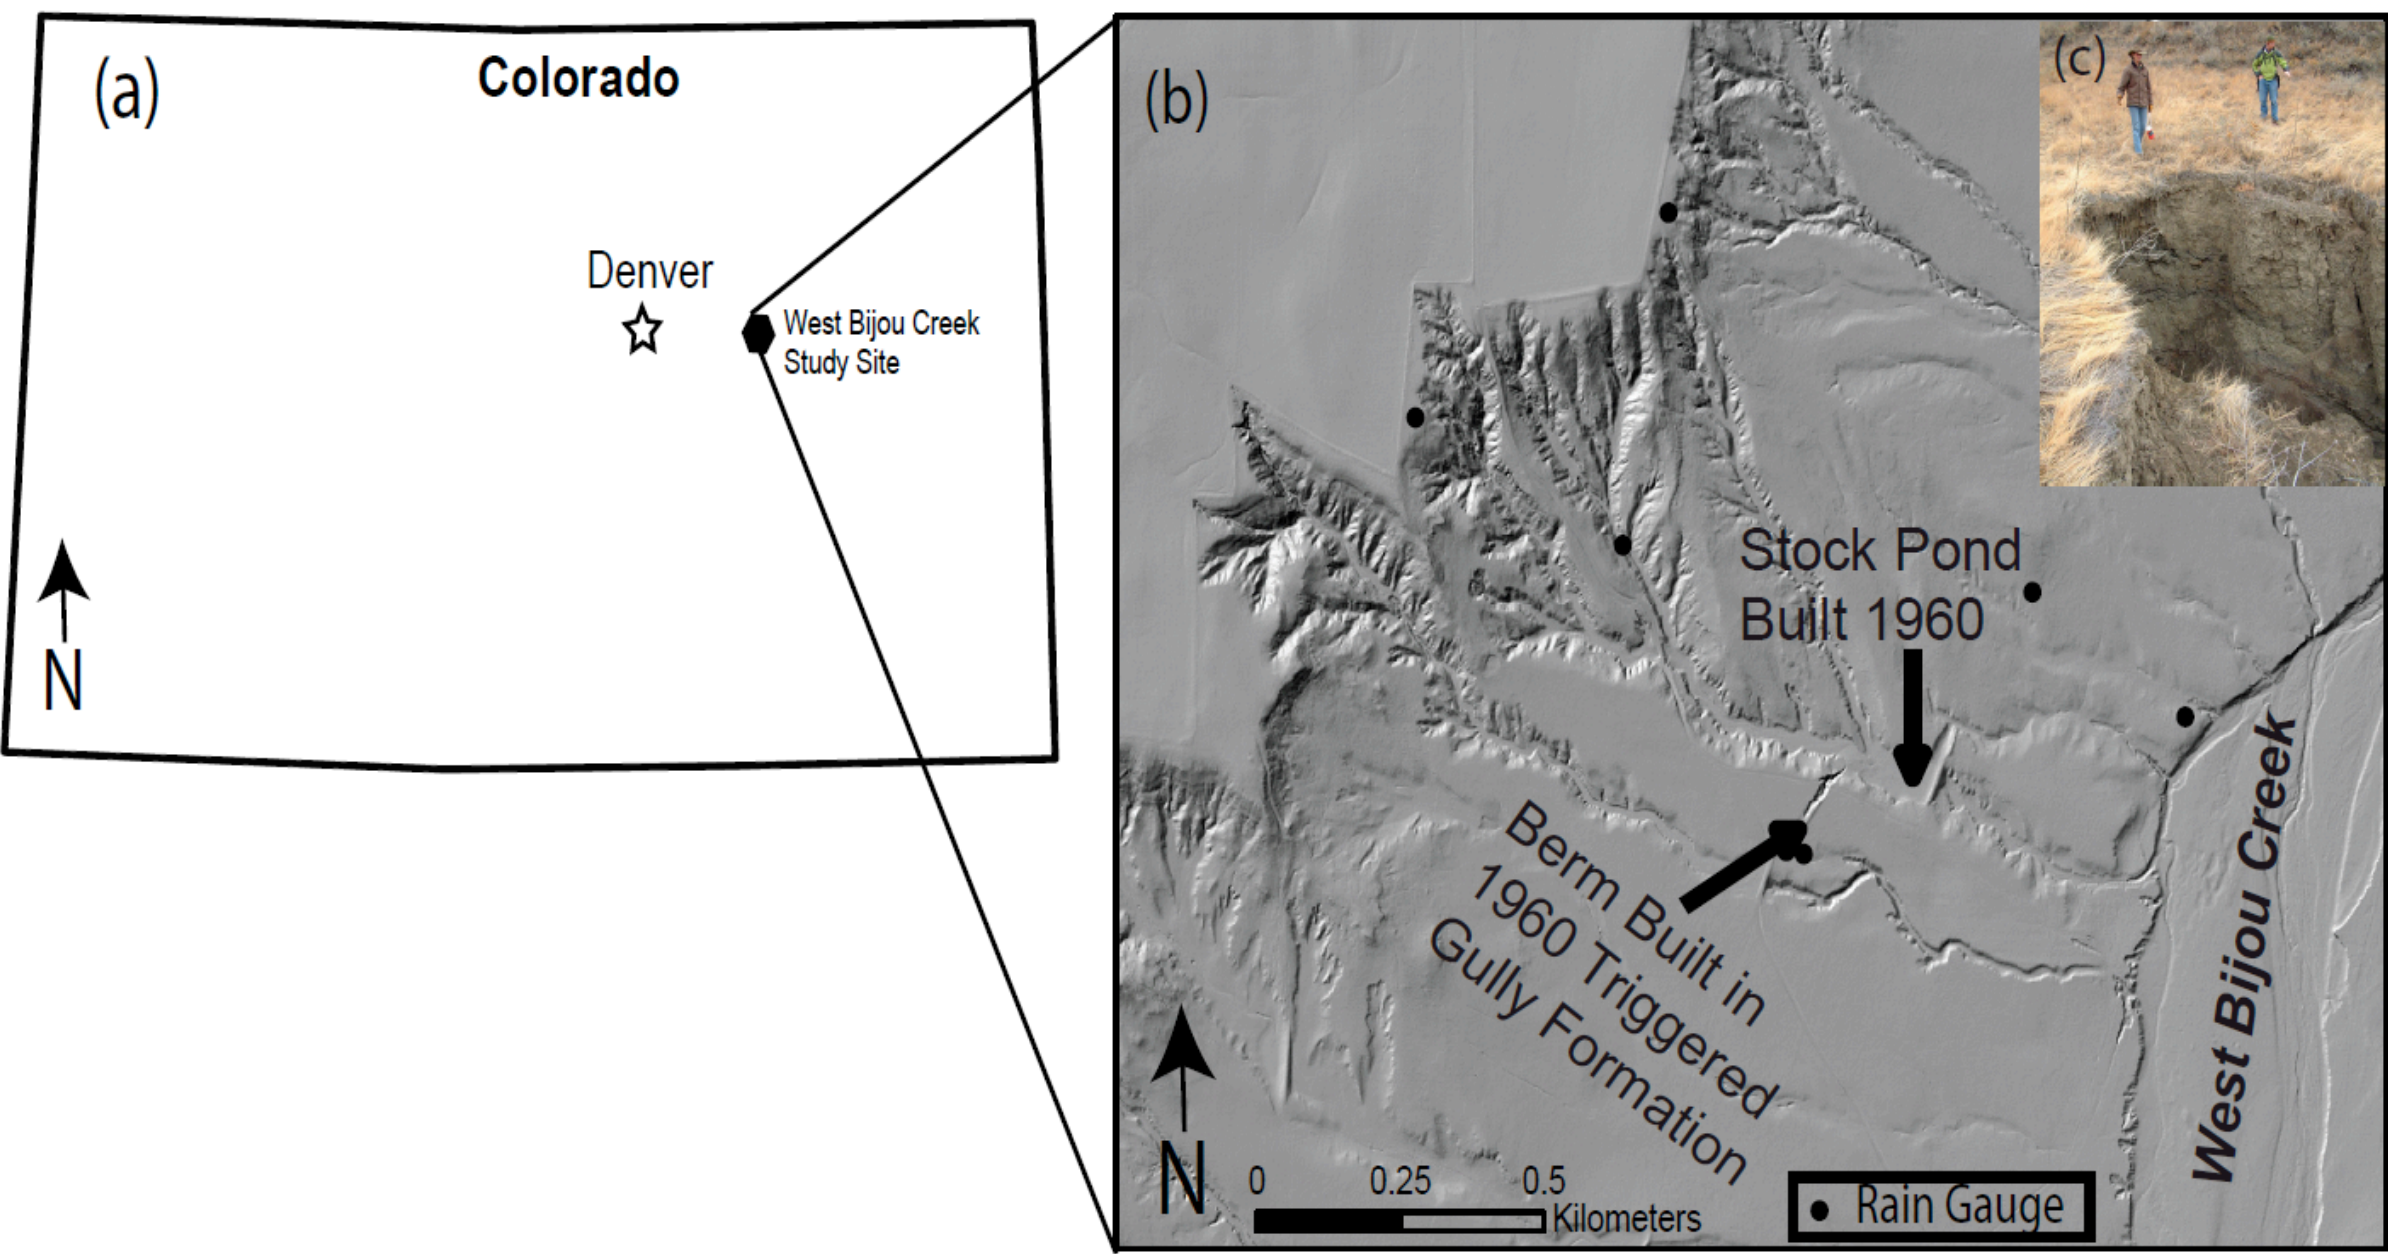 (a)
Colorado
Denver
West Bijou Creek
Study Site
N
(b)
(c)
Stock Pond
Built 1960
Berm Built in
1960 Triggered
Gully Formation
West Bijou Creek
N
0 0.25 0.5
Kilometers
Rain Gauge